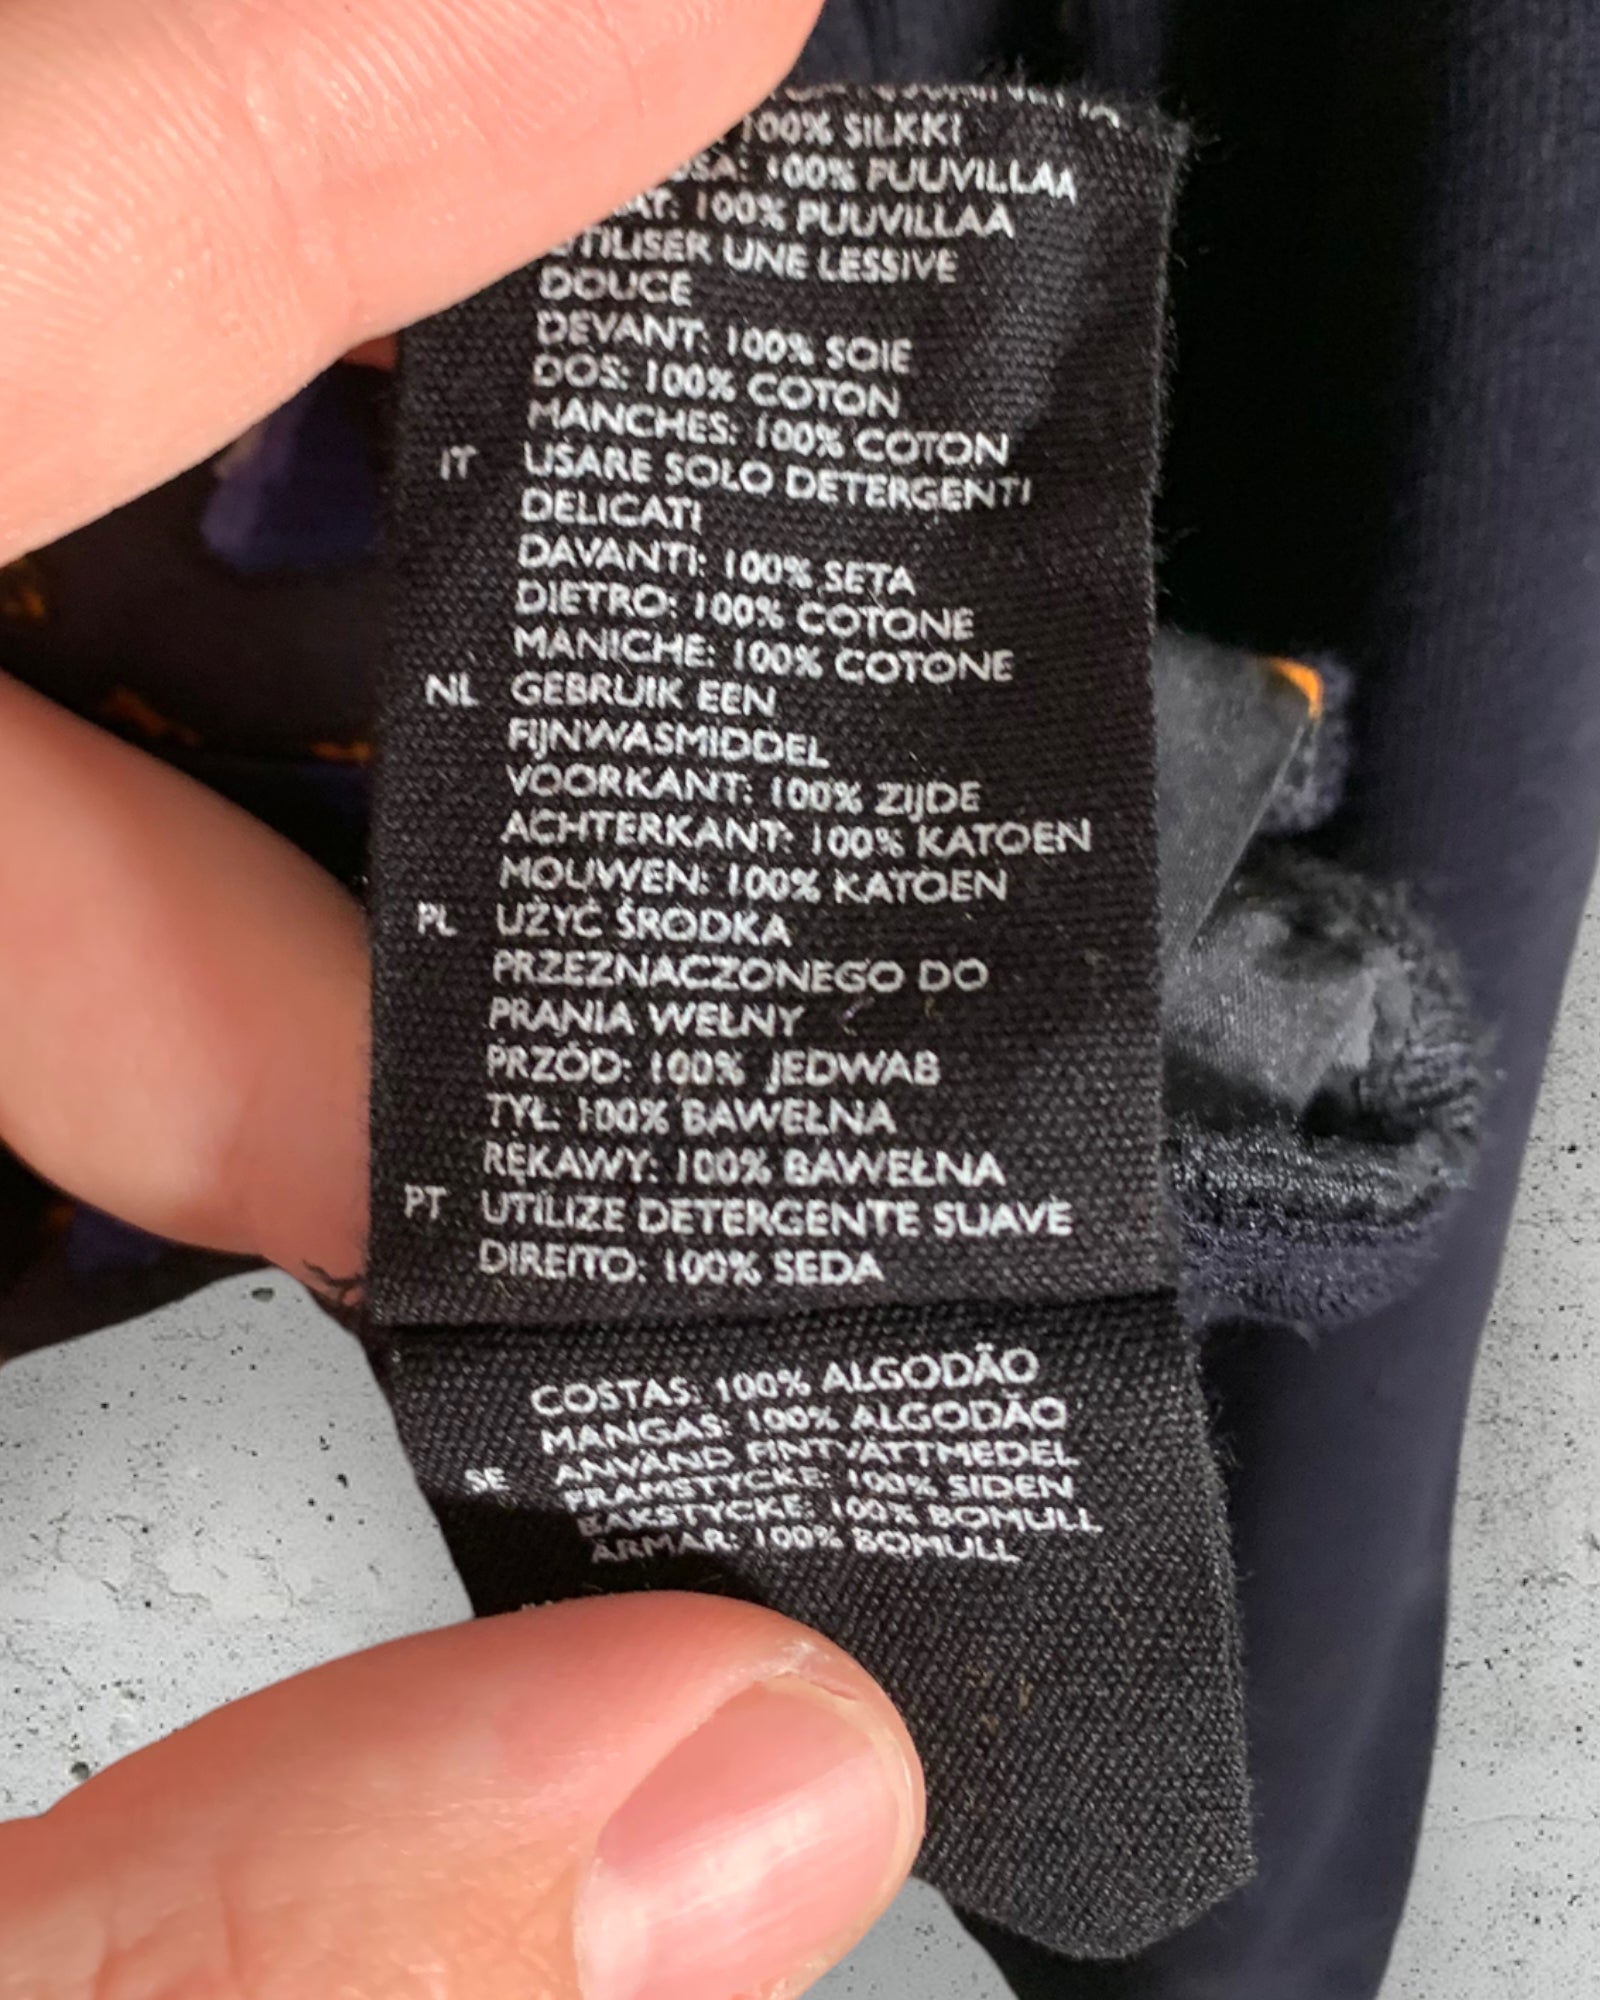 100% SILKKI
100% PUUVILLAA
100% PUUVILLAA
UTILISER UNE LESSIVE
DOUCE
DEVANT: 100% SOIE
DOS: 100% COTON
MANCHES: 100% COTON
IT USARE SOLO DETERGENTI
DELICATI
DAVANTI: 100% SETA
DIETRO: 100% COTONE
MANICHE: 100% COTONE
NL GEBRUIK EEN
FIJNWASMIDDEL
VOORKANT: 100% ZIJDE
ACHTERKANT: 100% KATOEN
MOUWEN: 100% KATOEN
PL UŻYĆ ŚRODKA
PRZEZNACZONEGO DO
PRANIA WEŁNY
PRZÓD: 100% JEDWAB
TYŁ: 100% BAWEŁNA
RĘKAWY: 100% BAWEŁNA
PT UTILIZE DETERGENTE SUAVE
DIREITO: 100% SEDA
COSTAS: 100% ALGODÃO
MANGAS: 100% ALGODÃO
SE ANVÄND FINTVÄTTMEDEL
FRAMSTYCKE: 100% SIDEN
BAKSTYCKE: 100% BOMULL
ÄRMAR: 100% BOMULL